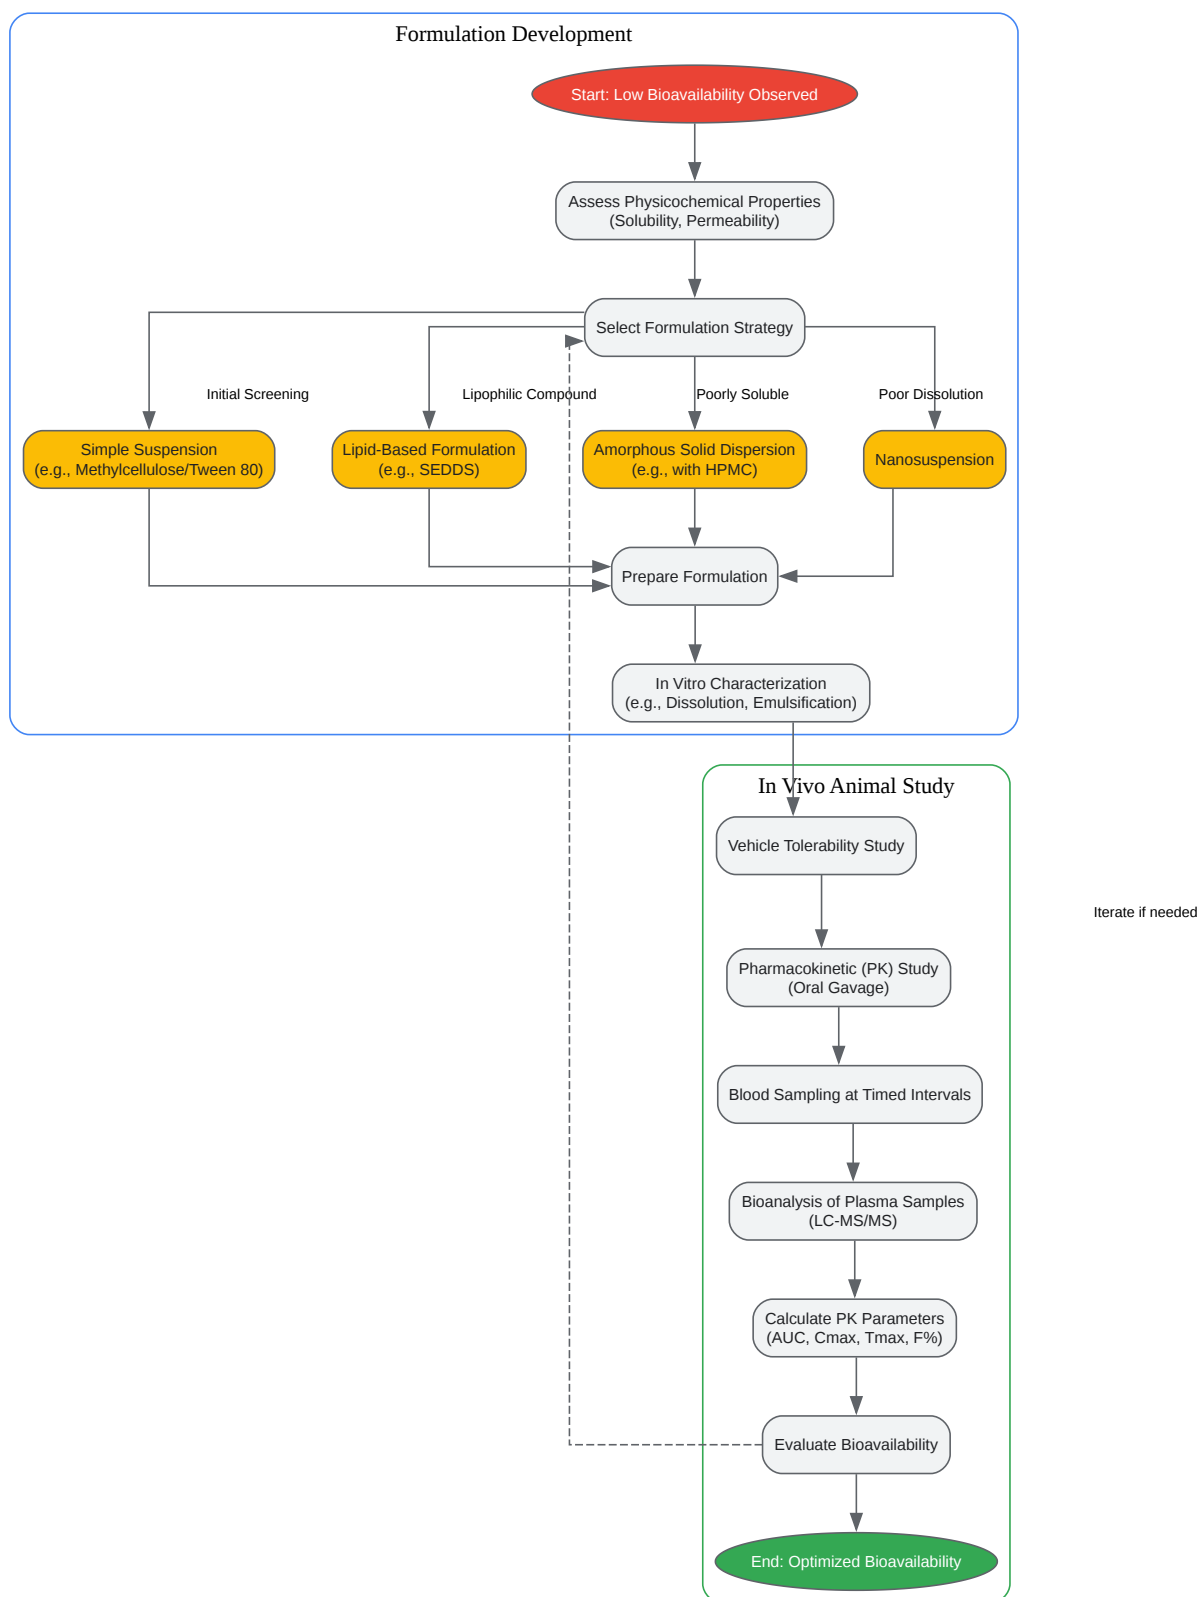 Formulation Development
Start: Low Bioavailability Observed
Assess Physicochemical Properties
(Solubility, Permeability)
Select Formulation Strategy
Initial Screening
Lipophilic Compound
Poorly Soluble
Poor Dissolution
Simple Suspension
(e.g., Methylcellulose/Tween 80)
Lipid-Based Formulation
(e.g., SEDDS)
Amorphous Solid Dispersion
(e.g., with HPMC)
Nanosuspension
Prepare Formulation
In Vitro Characterization
(e.g., Dissolution, Emulsification)
In Vivo Animal Study
Vehicle Tolerability Study
Iterate if needed
Pharmacokinetic (PK) Study
(Oral Gavage)
Blood Sampling at Timed Intervals
Bioanalysis of Plasma Samples
(LC-MS/MS)
Calculate PK Parameters
(AUC, Cmax, Tmax, F%)
Evaluate Bioavailability
End: Optimized Bioavailability